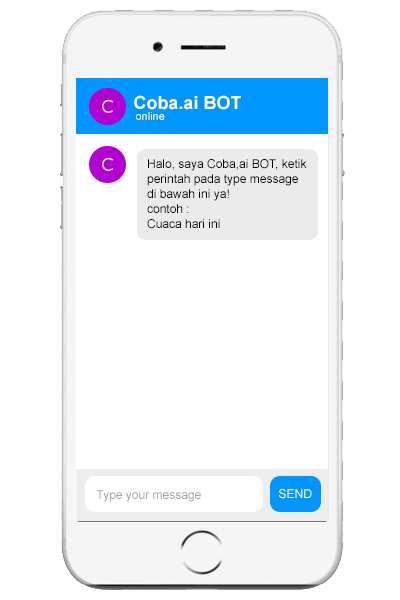 C
Coba.ai BOT
online
C
Halo, saya Coba,ai BOT, ketik
perintah pada type message
di bawah ini ya!
contoh :
Cuaca hari ini
Type your message
SEND